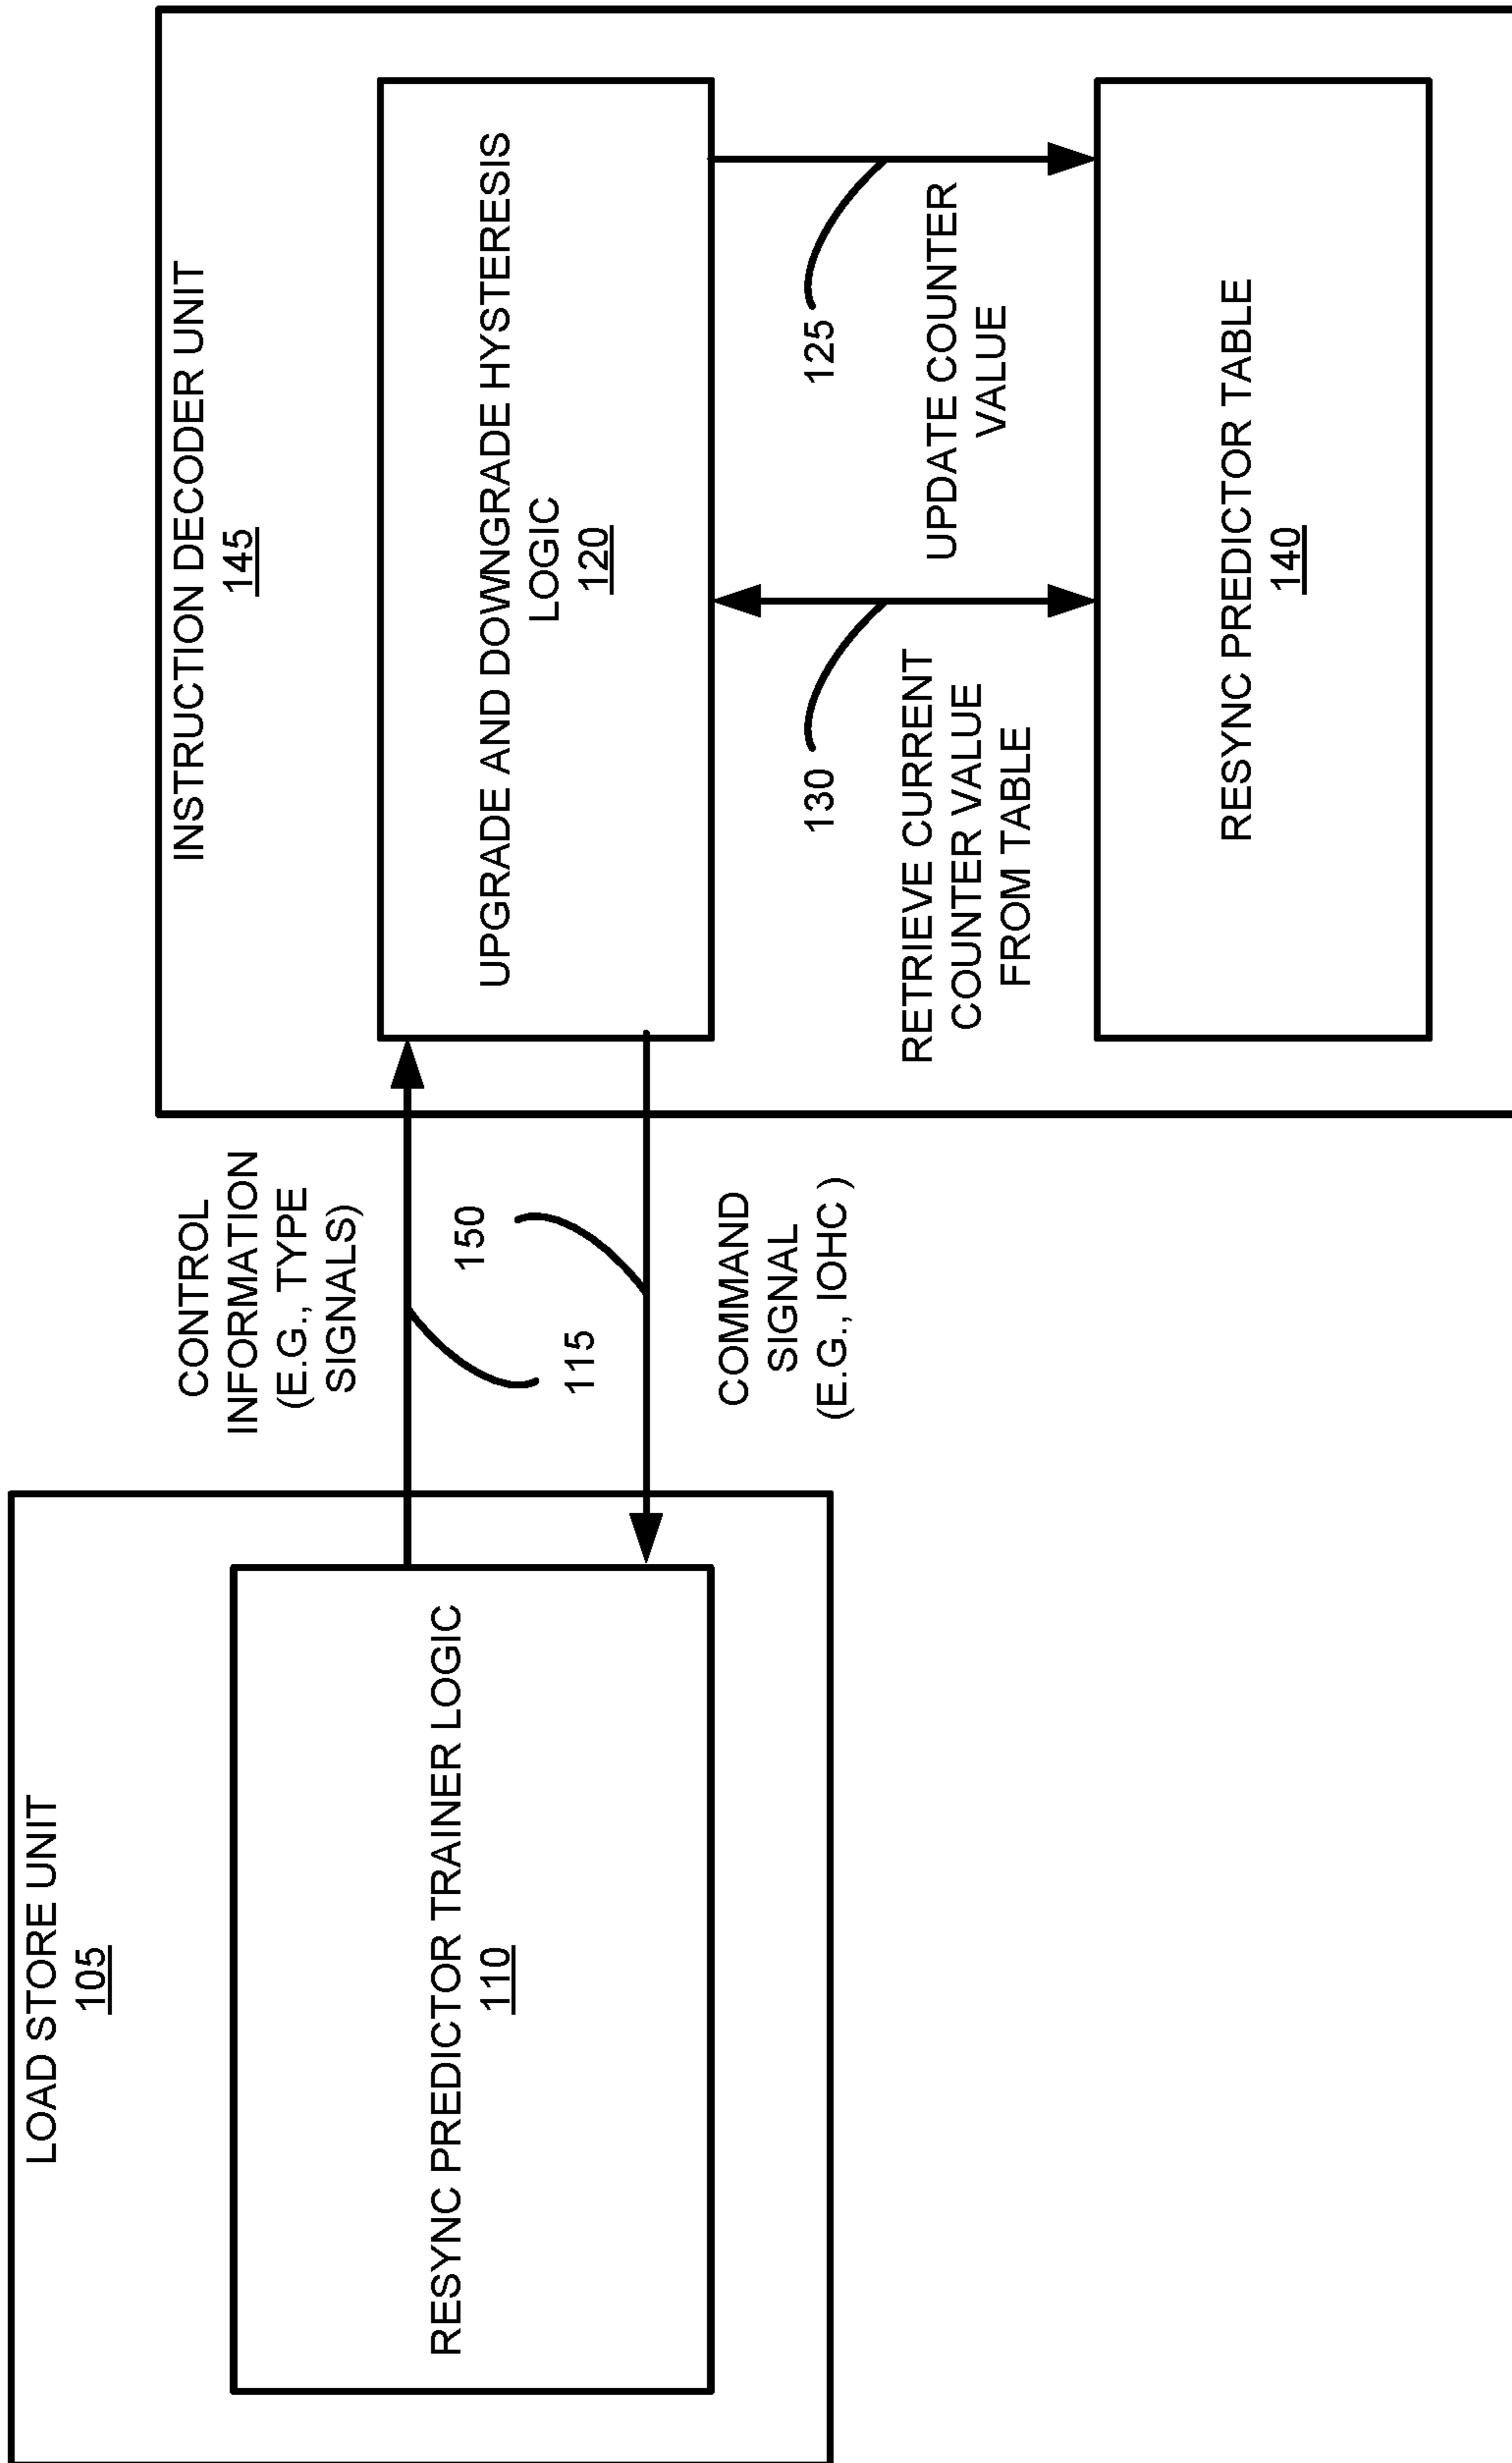 LOAD STORE UNIT
105
RESYNC PREDICTOR TRAINER LOGIC
110
CONTROL
INFORMATION
(E.G., TYPE
SIGNALS)
115
150
COMMAND
SIGNAL
(E.G., IOHC )
INSTRUCTION DECODER UNIT
145
UPGRADE AND DOWNGRADE HYSTERESIS
LOGIC
120
130
RETRIEVE CURRENT
COUNTER VALUE
FROM TABLE
125
UPDATE COUNTER
VALUE
RESYNC PREDICTOR TABLE
140